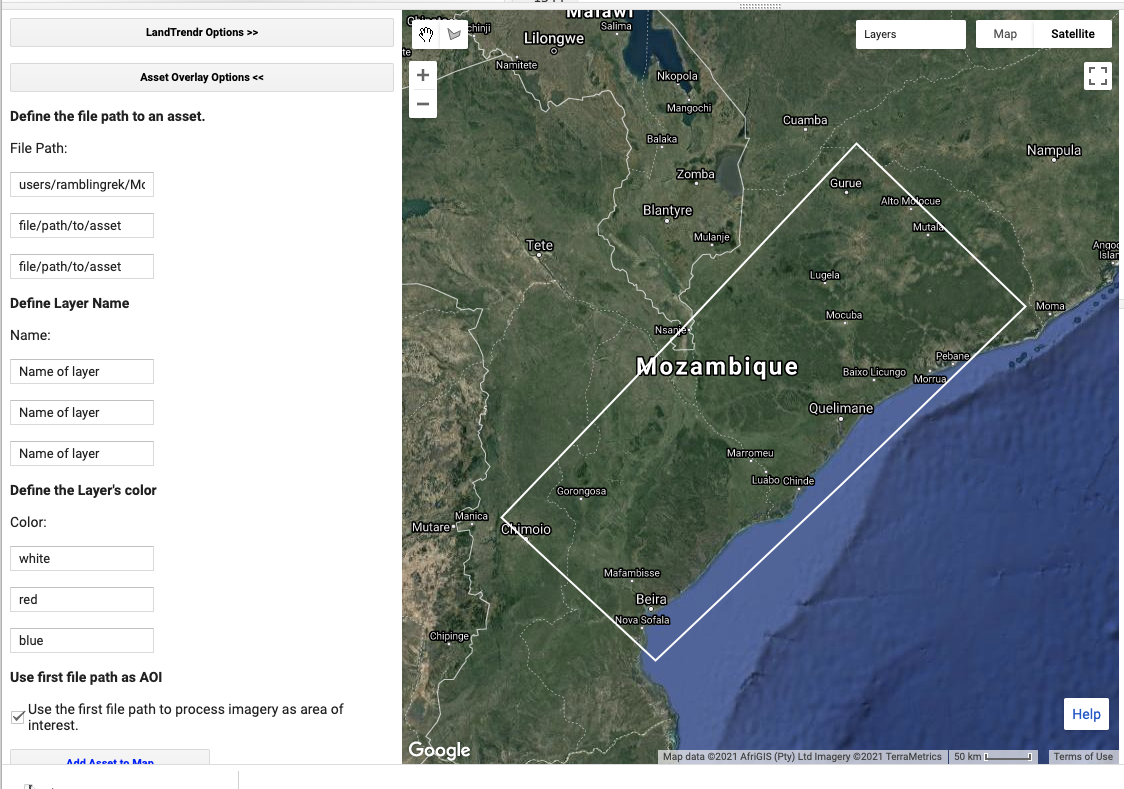 LandTrendr Options >>
Asset Overlay Options <<
Define the file path to an asset.
File Path:
users/ramblingrek/Mc
file/path/to/asset
file/path/to/asset
Define Layer Name
Name:
Name of layer
Name of layer
Name of layer
Define the Layer's color
Color:
white
red
blue
Use first file path as AOI
Use the first file path to process imagery as area of
interest.
Add Asset to Map
Malawi
Salima
Lilongwe
Layers
Map
Satellite
Namitete
Nkopola
Mangochi
Cuamba
Balaka
Nampula
Zomba
Gurue
Alto Molocue
Blantyre
Mutala
Mulanje
Tete
Lugela
Moma
Mocuba
Nsanje
Pebane
Mozambique
Baixo Licungo
Morrua
Quelimane
Marromeu
Luabo
Chinde
Gorongosa
Manica
Mutare
Chimoio
Mafambisse
Beira
Nova Sofala
Chipinge
Help
Google
Map data ©2021 AfriGIS (Pty) Ltd Imagery ©2021 TerraMetrics
50 km
Terms of Use